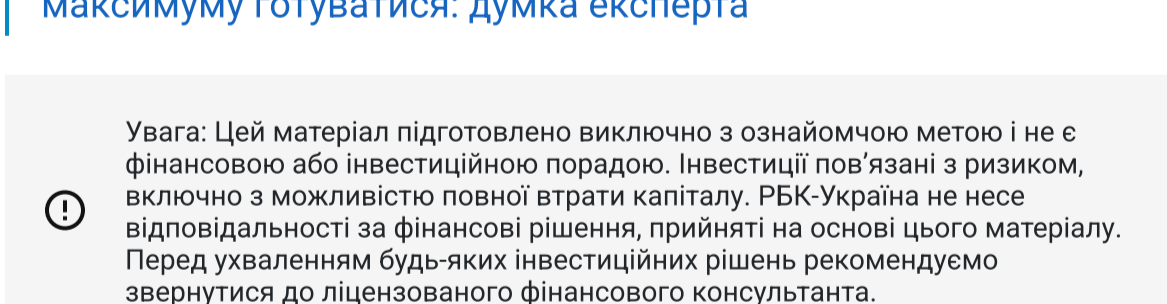 максимуму готуватися: думка експерта
Увага: Цей матеріал підготовлено виключно з ознайомчою метою і не є
фінансовою або інвестиційною порадою. Інвестиції пов’язані з ризиком,
включно з можливістю повної втрати капіталу. РБК-Україна не несе
відповідальності за фінансові рішення, прийняті на основі цього матеріалу.
Перед ухваленням будь-яких інвестиційних рішень рекомендуємо
звернутися до ліцензованого фінансового консультанта.